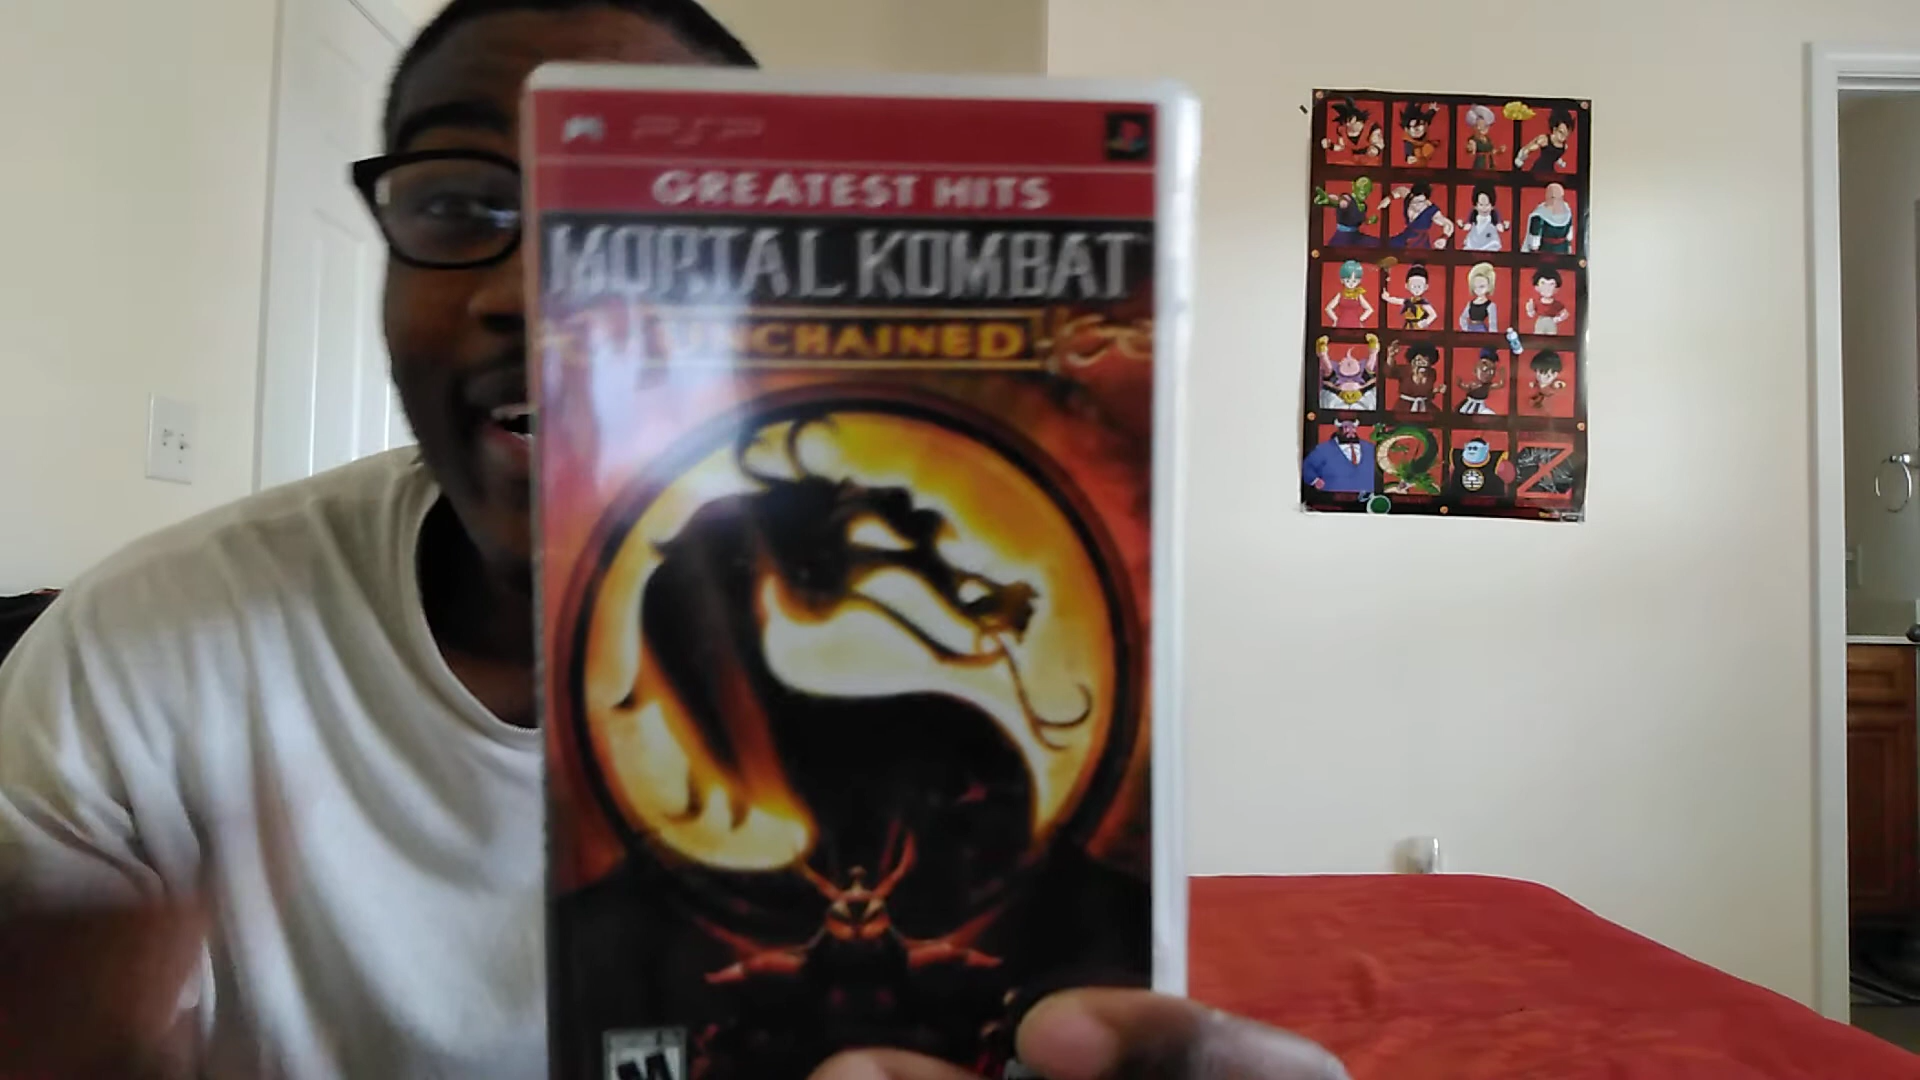 PSP
GREATEST HITS
MORTAL KOMBAT
UNCHAINED
M
Z